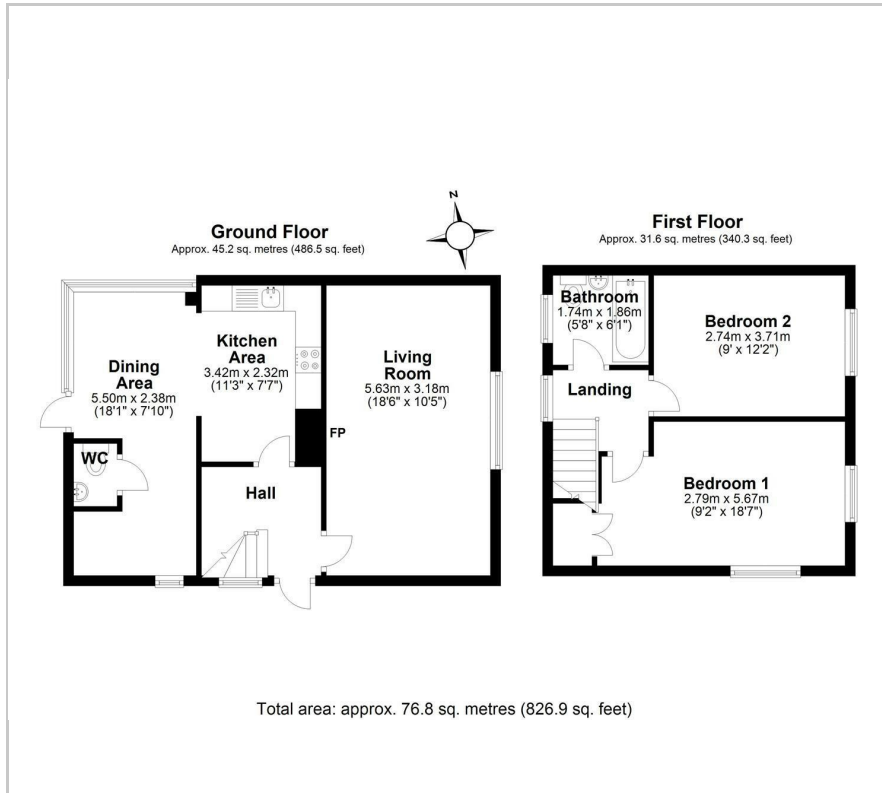 N
Ground Floor
Approx. 45.2 sq. metres (486.5 sq. feet)
Dining
Area
5.50m x 2.38m
(18'1" x 7'10")
Kitchen
Area
3.42m x 2.32m
(11'3" x 7'7")
Living
Room
5.63m x 3.18m
(18'6" x 10'5")
FP
WC
Hall
First Floor
Approx. 31.6 sq. metres (340.3 sq. feet)
Bathroom
1.74m x 1.86m
(5'8" x 6'1")
Bedroom 2
2.74m x 3.71m
(9' x 12'2")
Landing
Bedroom 1
2.79m x 5.67m
(9'2" x 18'7")
Total area: approx. 76.8 sq. metres (826.9 sq. feet)